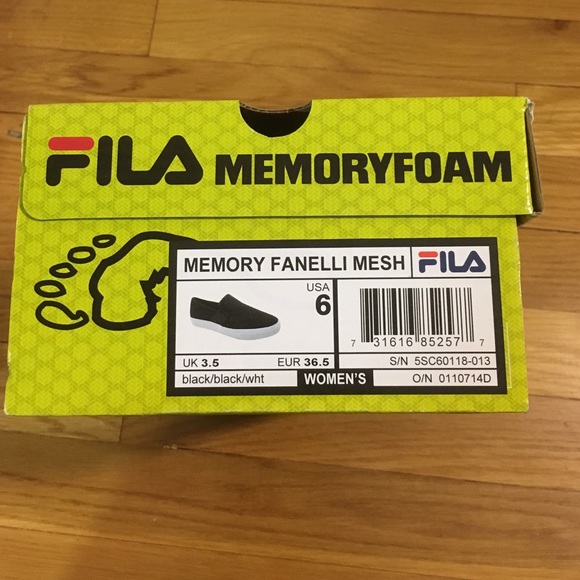 FILA MEMORYFOAM
MEMORY FANELLI MESH FILA
USA
6
UK 3.5 EUR 36.5
black/black/wht WOMEN'S
7 31616 85257 7
S/N 5SC60118-013
O/N 0110714D